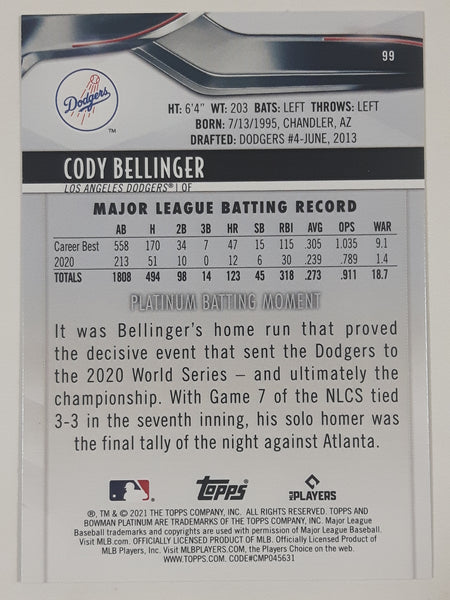 99
Dodgers
TM
HT: 6'4" WT: 203 BATS: LEFT THROWS: LEFT
BORN: 7/13/1995, CHANDLER, AZ
DRAFTED: DODGERS #4-JUNE, 2013
CODY BELLINGER
LOS ANGELES DODGERS® | OF
MAJOR LEAGUE BATTING RECORD
AB H 2B 3B HR SB RBI AVG OPS WAR
Career Best 558 170 34 7 47 15 115 .305 1.035 9.1
2020 213 51 10 0 12 6 30 .239 .789 1.4
TOTALS 1808 494 98 14 123 45 318 .273 .911 18.7
PLATINUM BATTING MOMENT
It was Bellinger's home run that proved
the decisive event that sent the Dodgers to
the 2020 World Series – and ultimately the
championship. With Game 7 of the NLCS tied
3-3 in the seventh inning, his solo homer was
the final tally of the night against Atlanta.
Topps
MLB PLAYERS
®, TM & © 2021 THE TOPPS COMPANY, INC. ALL RIGHTS RESERVED. TOPPS AND
BOWMAN PLATINUM ARE TRADEMARKS OF THE TOPPS COMPANY, INC. Major League
Baseball trademarks and copyrights are used with permission of Major League Baseball.
Visit MLB.com. OFFICIALLY LICENSED PRODUCT OF MLB. Officially Licensed Product of
MLB Players, Inc. Visit MLBPLAYERS.com, the Players Choice on the web.
WWW.TOPPS.COM. CODE#CMP045631